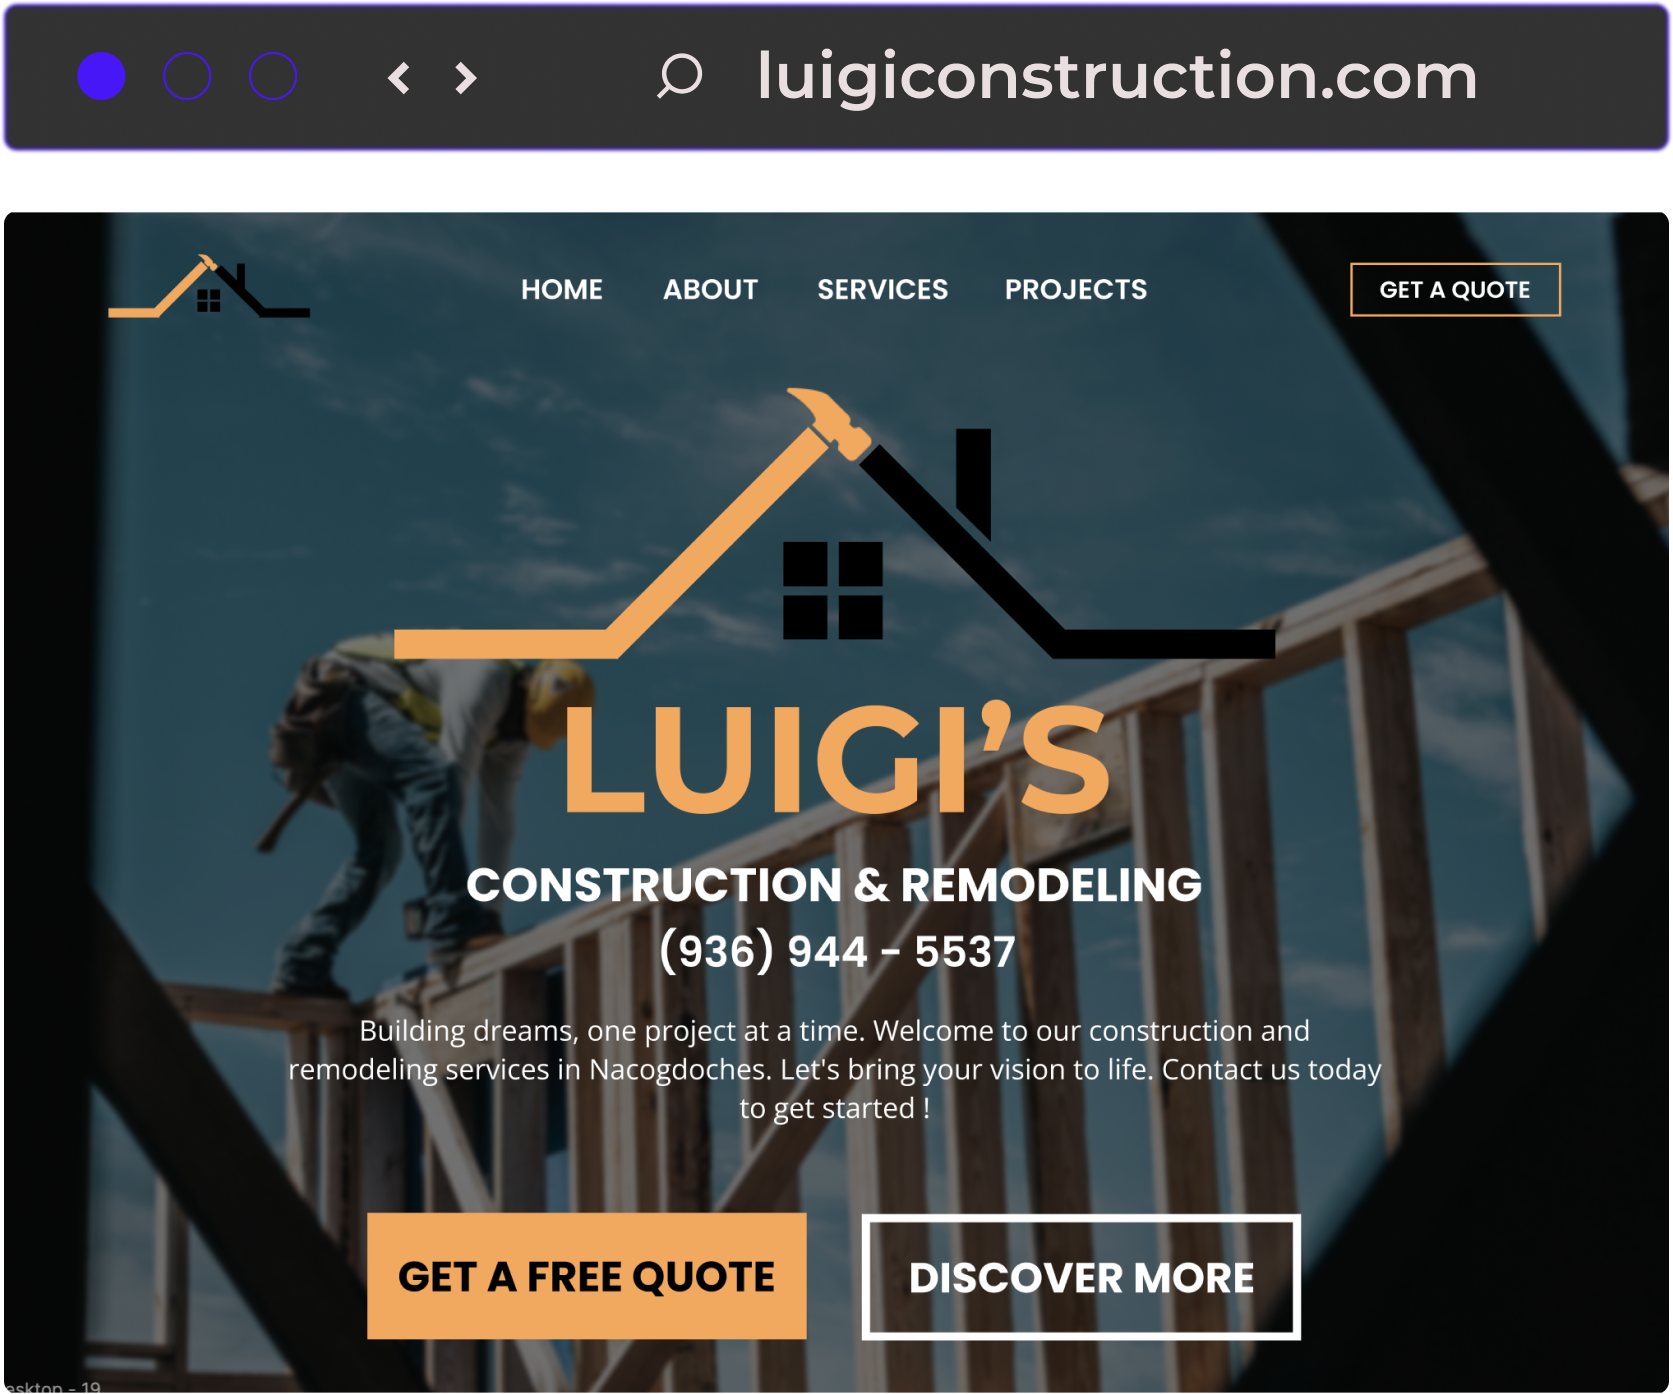 luigiconstruction.com
HOME ABOUT SERVICES PROJECTS GET A QUOTE
LUIGI’S
CONSTRUCTION & REMODELING
(936) 944 - 5537
Building dreams, one project at a time. Welcome to our construction and
remodeling services in Nacogdoches. Let's bring your vision to life. Contact us today
to get started !
GET A FREE QUOTE DISCOVER MORE
esktop - 19